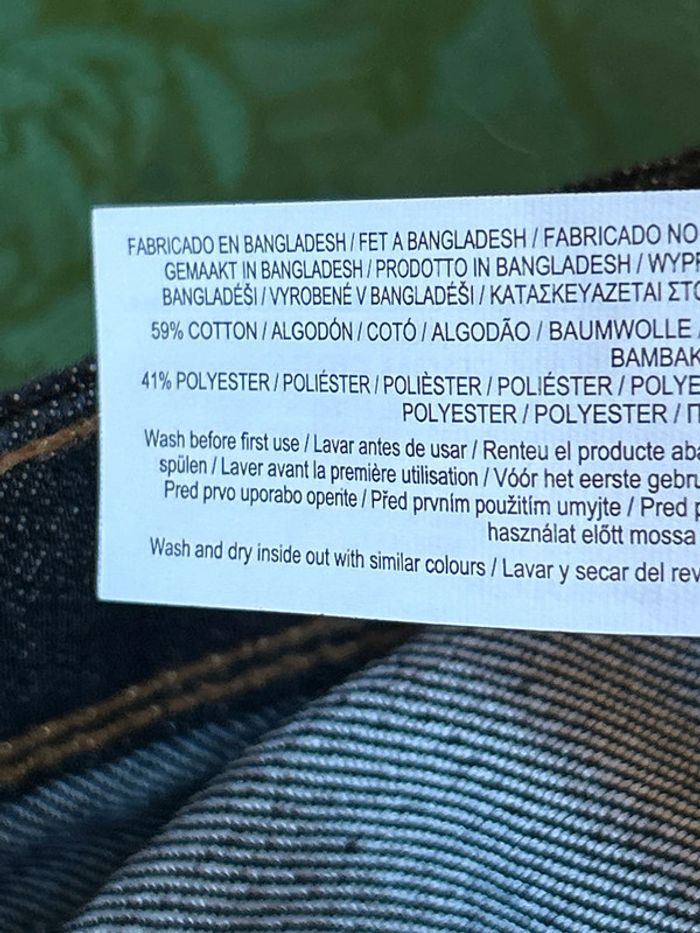 FABRICADO EN BANGLADESH / FET A BANGLADESH / FABRICADO NO
GEMAAKT IN BANGLADESH / PRODOTTO IN BANGLADESH /
BANGLADÉŠI / VYROBENÉ V BANGLADÉŠI / ΚΑΤΑΣΚΕΥΑΖΕΤΑΙ
59% COTTON / ALGODÓN / COTÓ / ALGODÃO / BAUMWOLLE
41% POLYESTER / POLIÉSTER / POLIÈSTER / POLIÉSTER /
POLYESTER / POLYESTER /
Wash before first use / Lavar antes de usar / Renteu el producte
spülen / Laver avant la première utilisation / Vóór het eerste
Pred prvo uporabo operite / Před prvním použitím umyjte / Pred
használat előtt mossa
Wash and dry inside out with similar colours / Lavar y secar del